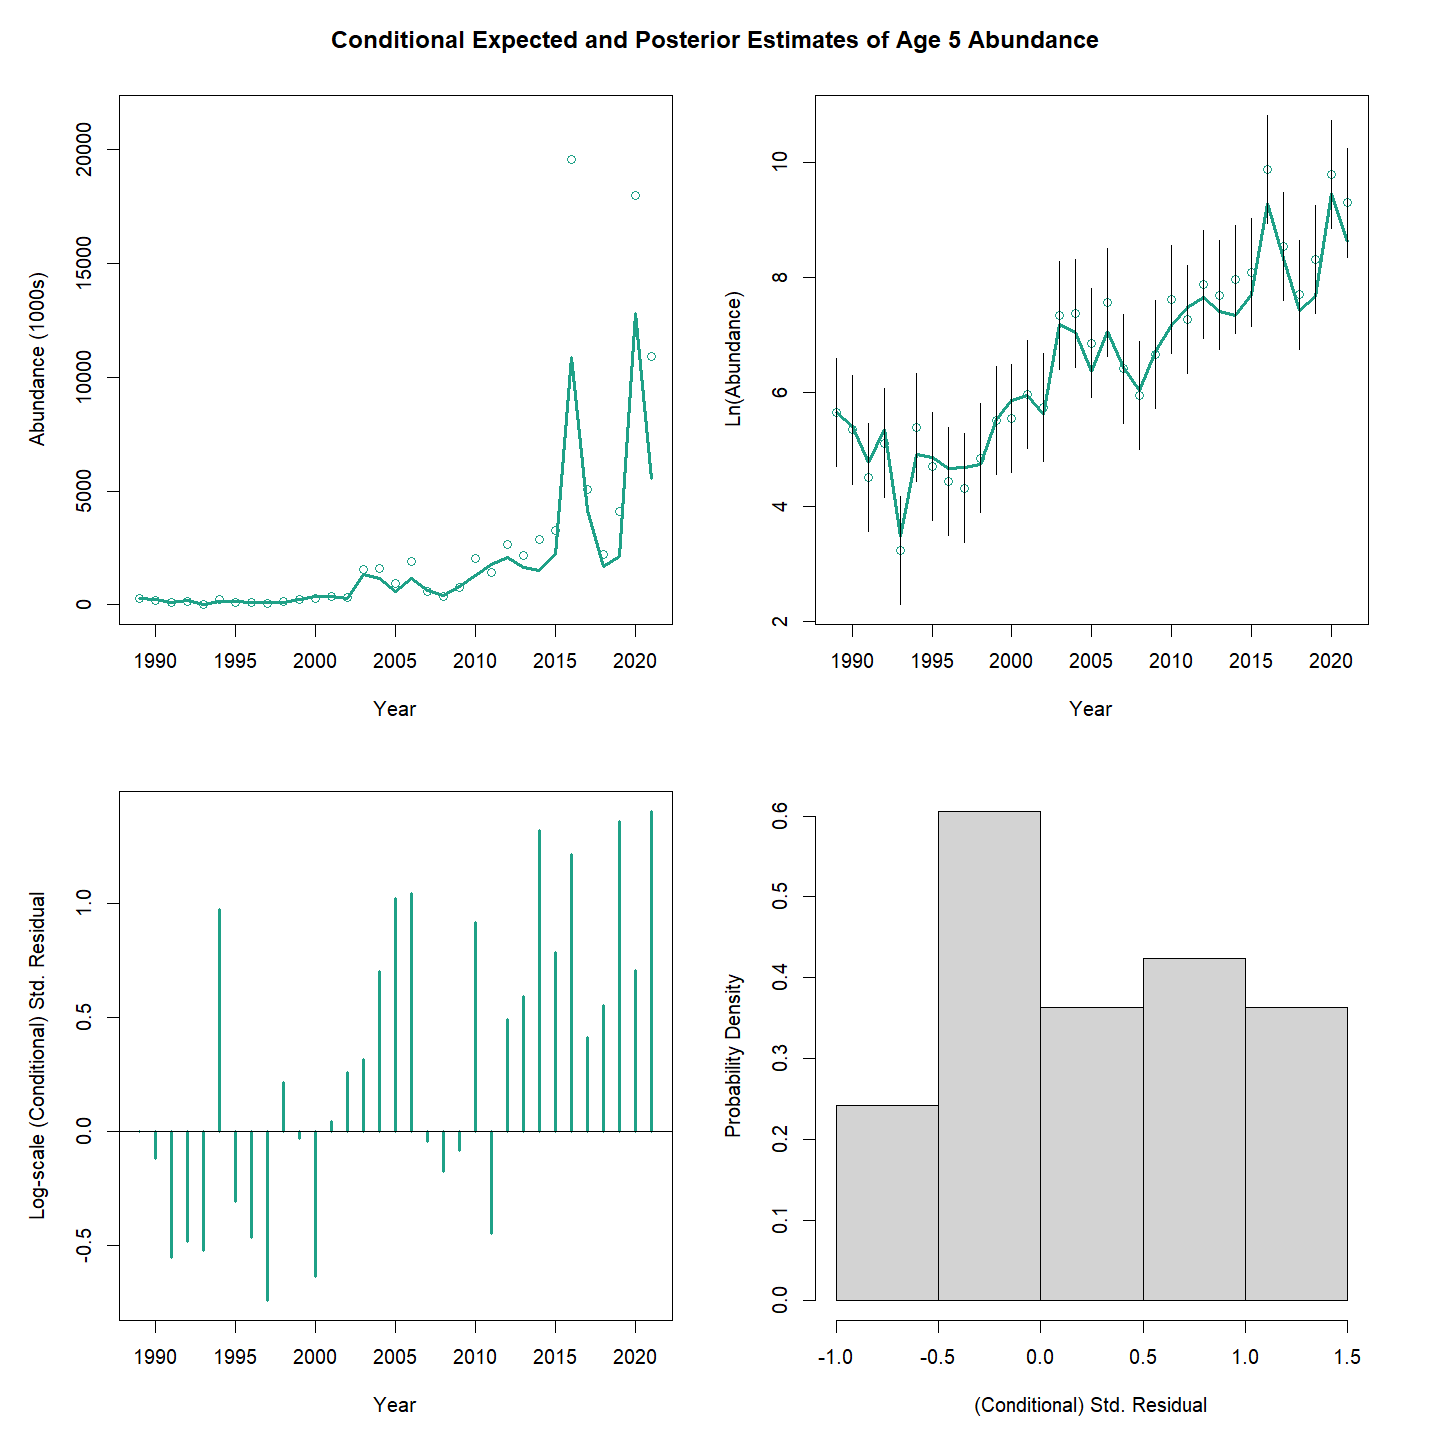 Conditional Expected and Posterior Estimates of Age 5 Abundance
Abundance (1000s)
20000
15000
10000
5000
0
1990 1995 2000 2005 2010 2015 2020
Year
Ln(Abundance)
10
8
6
4
2
1990 1995 2000 2005 2010 2015 2020
Year
Log-scale (Conditional) Std. Residual
1.0
0.5
0.0
-0.5
1990 1995 2000 2005 2010 2015 2020
Year
Probability Density
0.6
0.5
0.4
0.3
0.2
0.1
0.0
-1.0 -0.5 0.0 0.5 1.0 1.5
(Conditional) Std. Residual